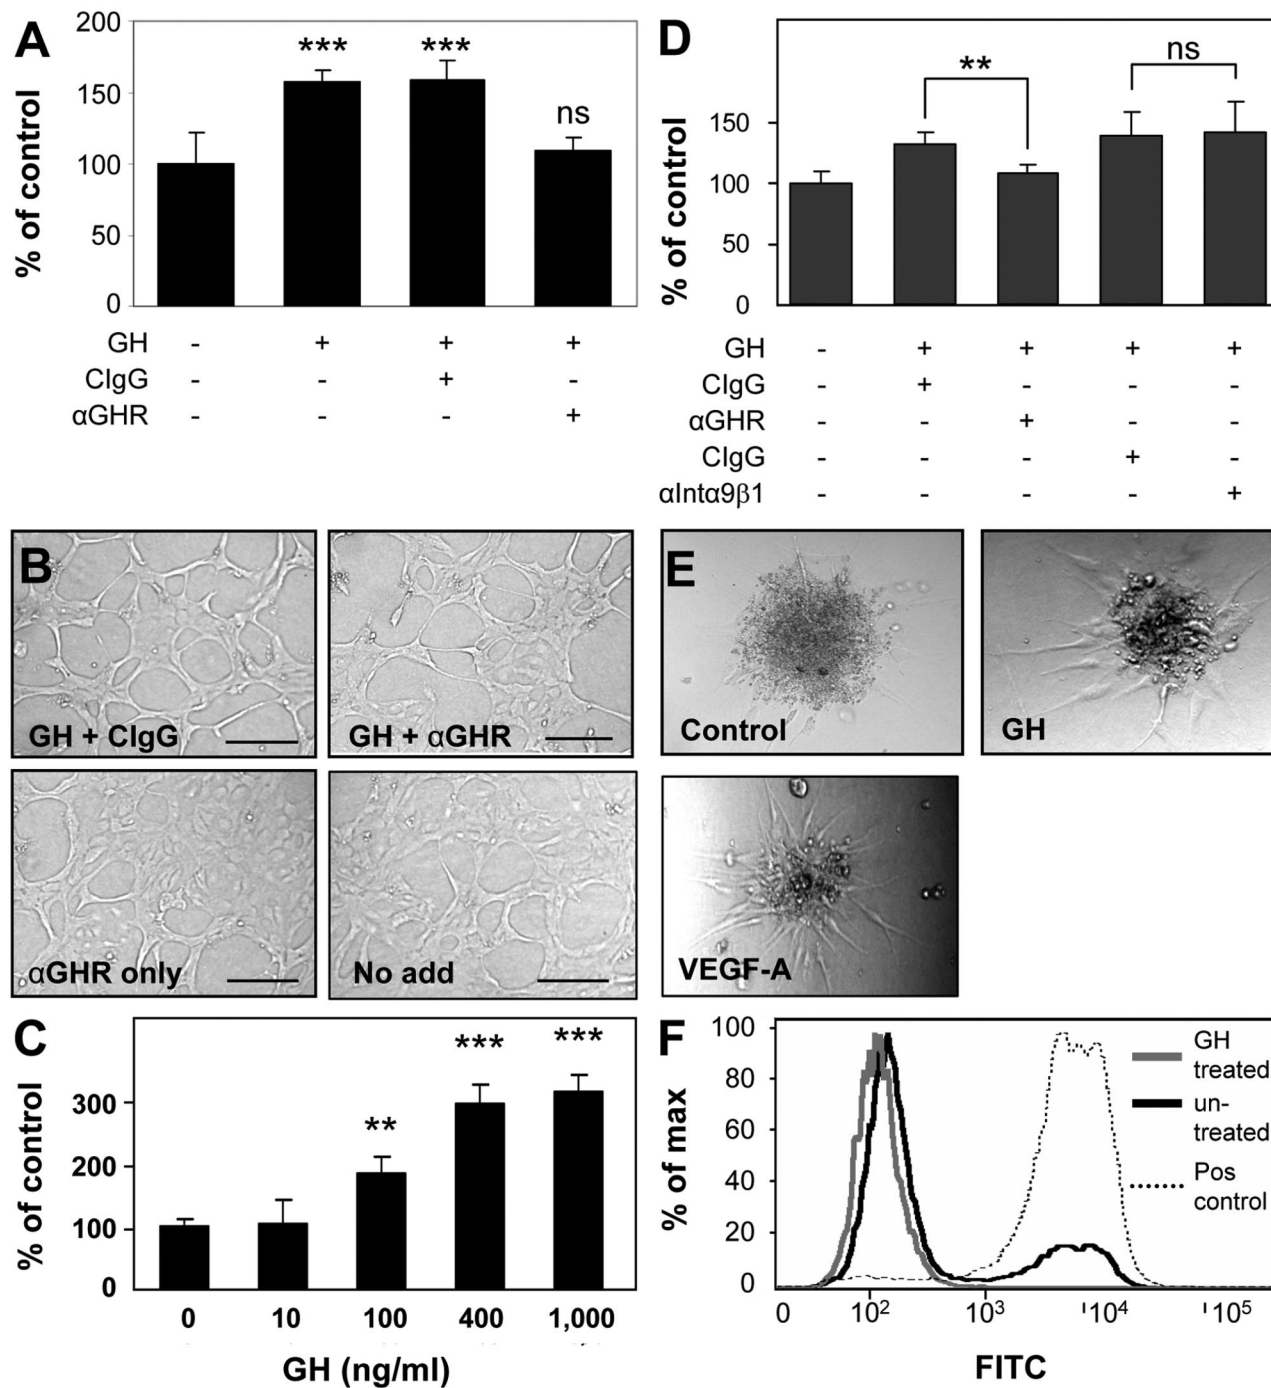 A
% of control
200
150
100
50
0
***
***
ns
GH - + + +
CIgG - - + -
αGHR - - - +
D
% of control
150
100
50
0
**
ns
GH - + + + +
CIgG - + - - -
αGHR - - + - -
CIgG - - - + -
αIntα9β1 - - - - +
B
GH + CIgG
GH + αGHR
αGHR only
No add
E
Control
GH
VEGF-A
C
% of control
300
200
100
0
**
***
***
0 10 100 400 1,000
GH (ng/ml)
F
% of max
100
80
60
40
20
0
GH
treated
un-
treated
Pos
control
0 10² 10³ 10⁴ 10⁵
FITC